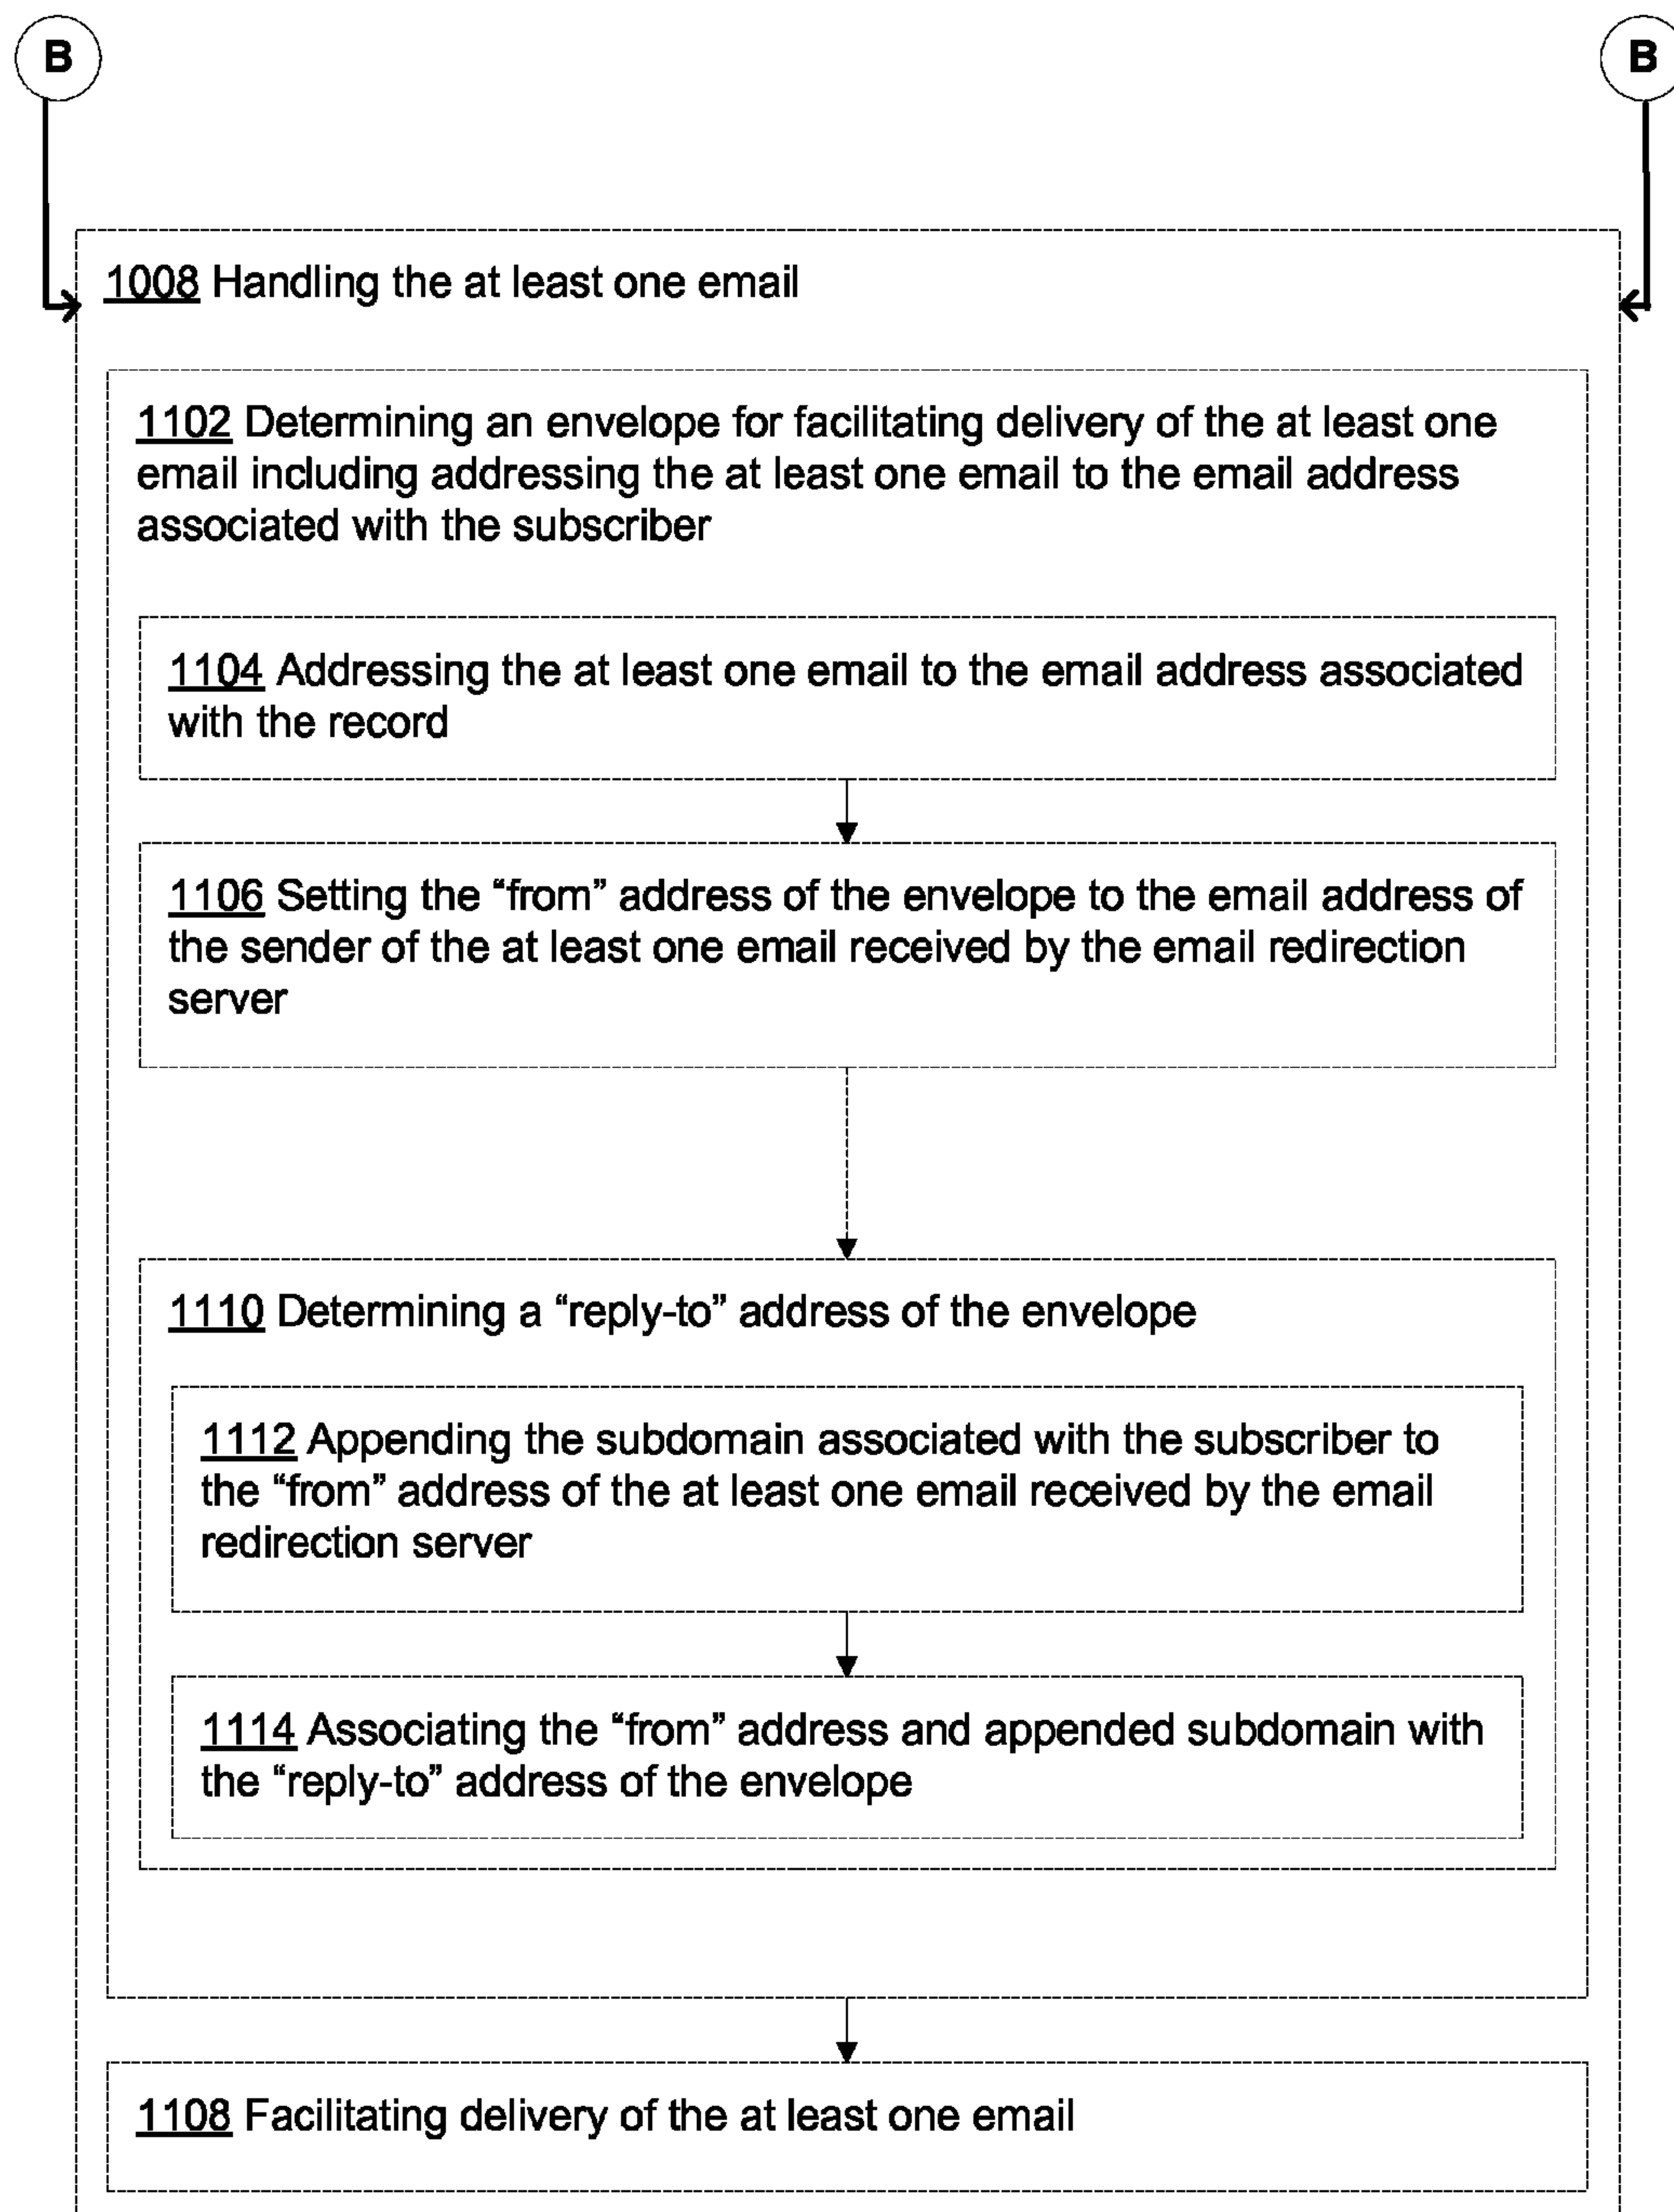 B
B
1008 Handling the at least one email
1102 Determining an envelope for facilitating delivery of the at least one
email including addressing the at least one email to the email address
associated with the subscriber
1104 Addressing the at least one email to the email address associated
with the record
1106 Setting the “from” address of the envelope to the email address of
the sender of the at least one email received by the email redirection
server
1110 Determining a “reply-to” address of the envelope
1112 Appending the subdomain associated with the subscriber to
the “from” address of the at least one email received by the email
redirection server
1114 Associating the “from” address and appended subdomain with
the “reply-to” address of the envelope
1108 Facilitating delivery of the at least one email